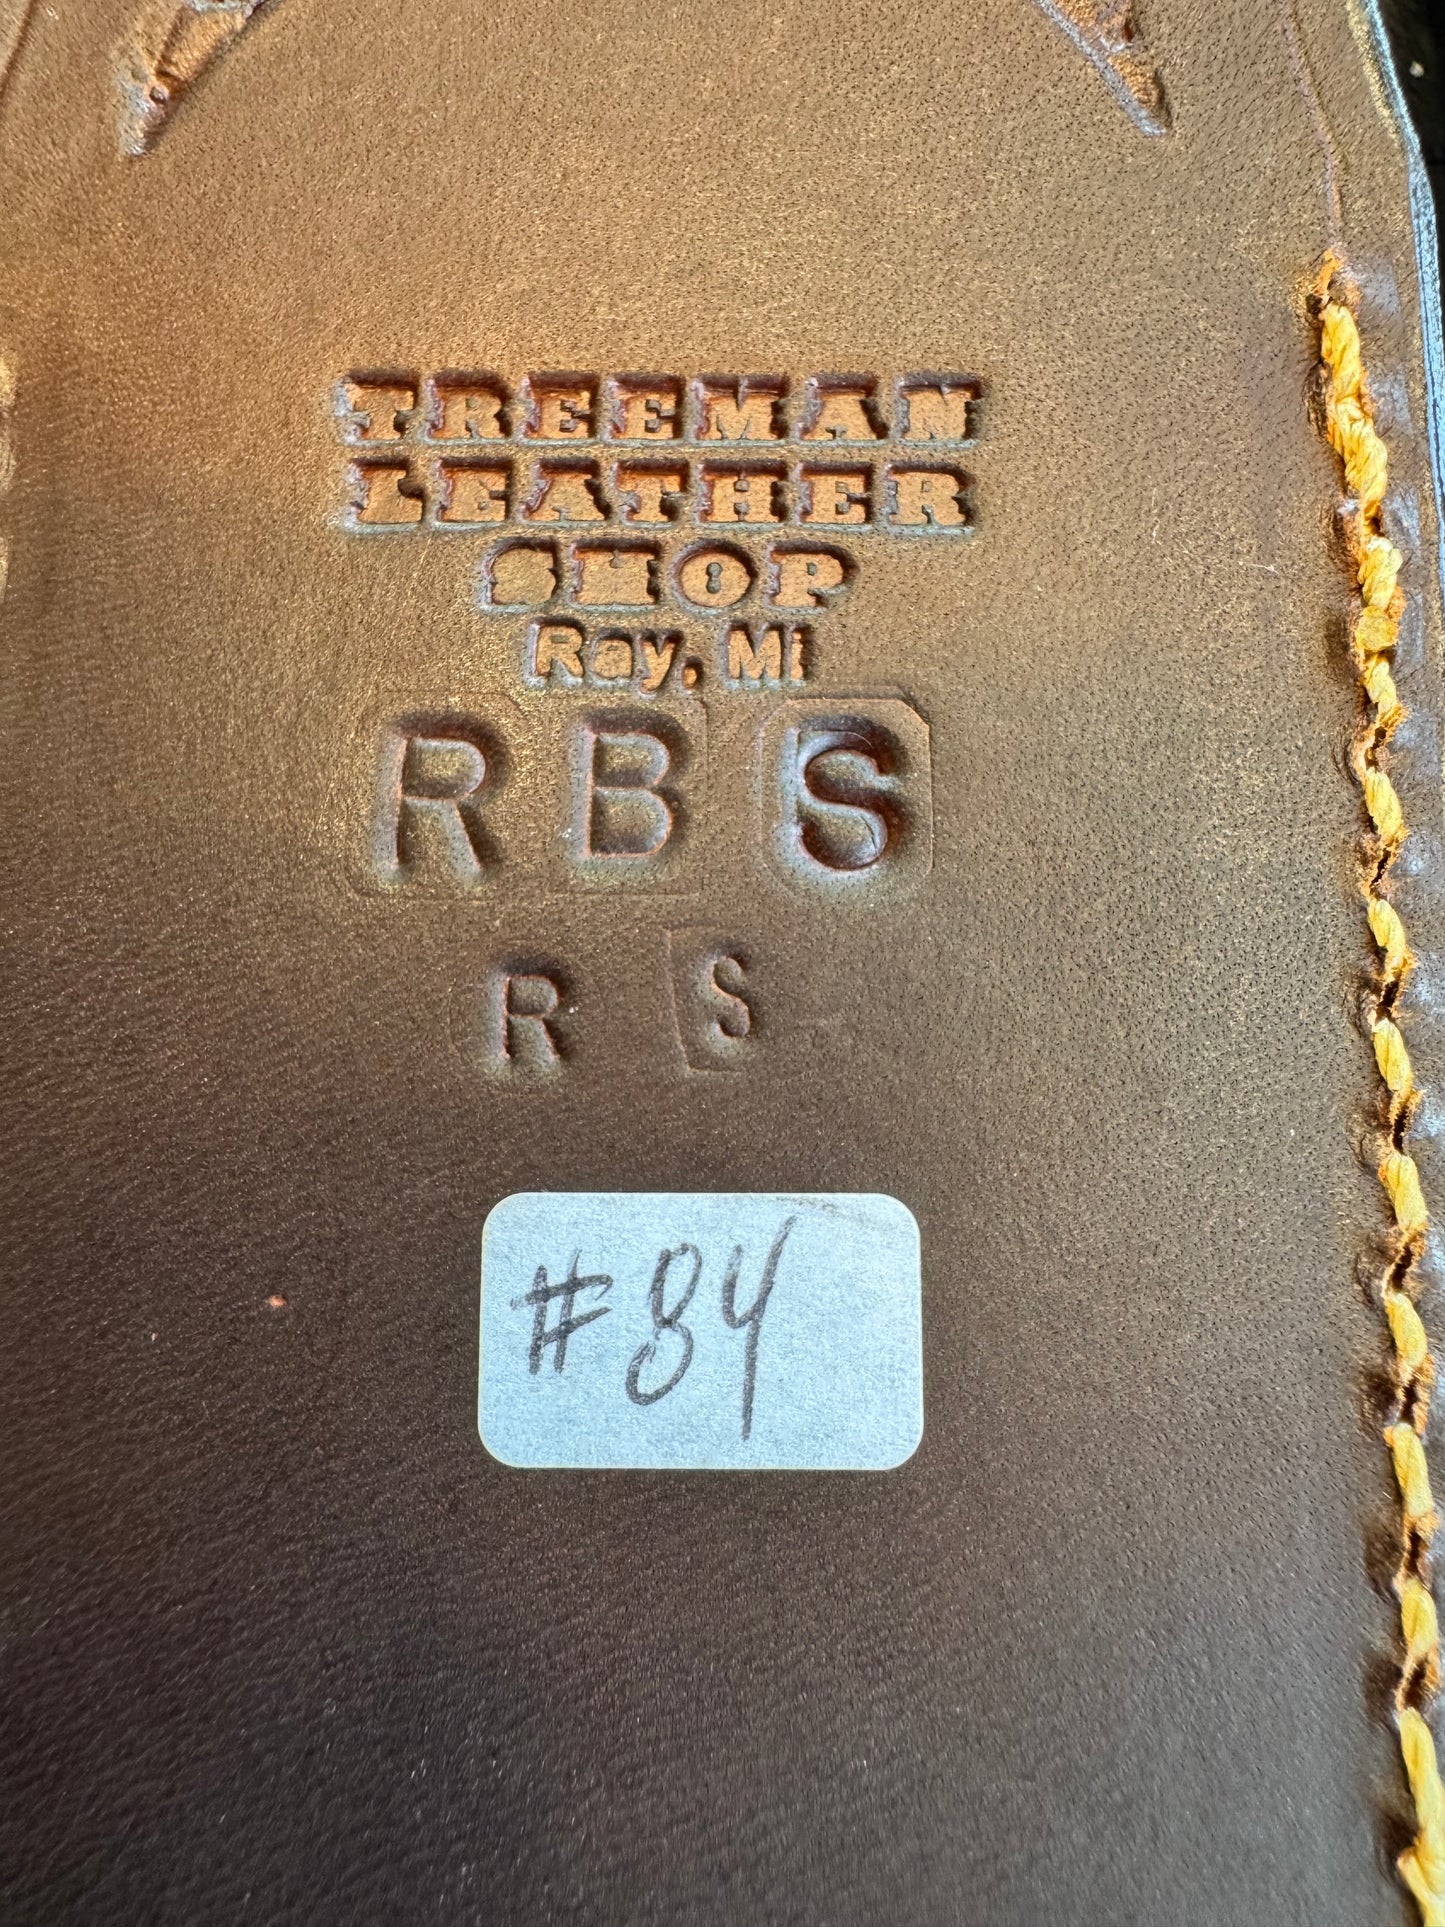 TREEMAN
LEATHER
SHOP
Ray, Mi
RBS
R S
#84